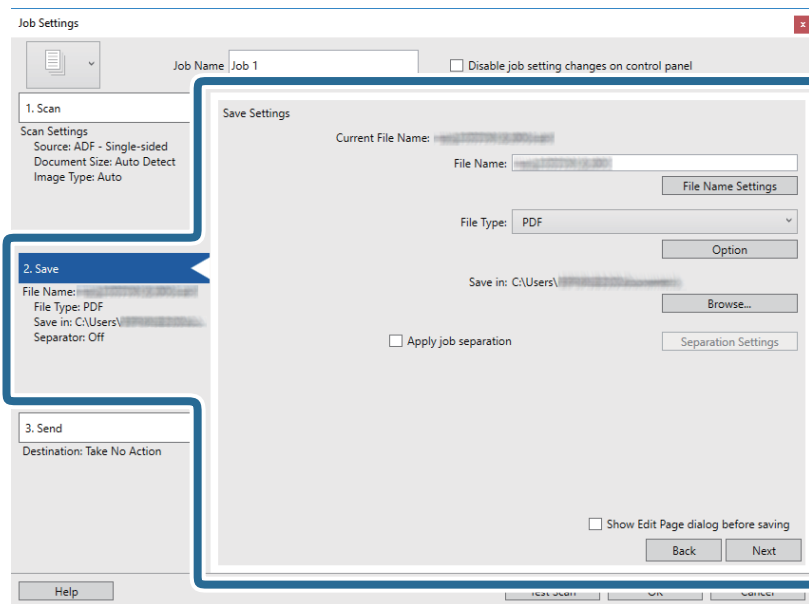 Job Settings
x
Job Name Job 1
Disable job setting changes on control panel
1. Scan
Scan Settings
Source: ADF - Single-sided
Document Size: Auto Detect
Image Type: Auto
2. Save
File Name:
File Type: PDF
Save in: C:\Users\
Separator: Off
3. Send
Destination: Take No Action
Save Settings
Current File Name:
File Name:
File Name Settings
File Type: PDF
Option
Save in: C:\Users\
Browse...
Apply job separation
Separation Settings
Show Edit Page dialog before saving
Back Next
Help Test Scan OK Cancel